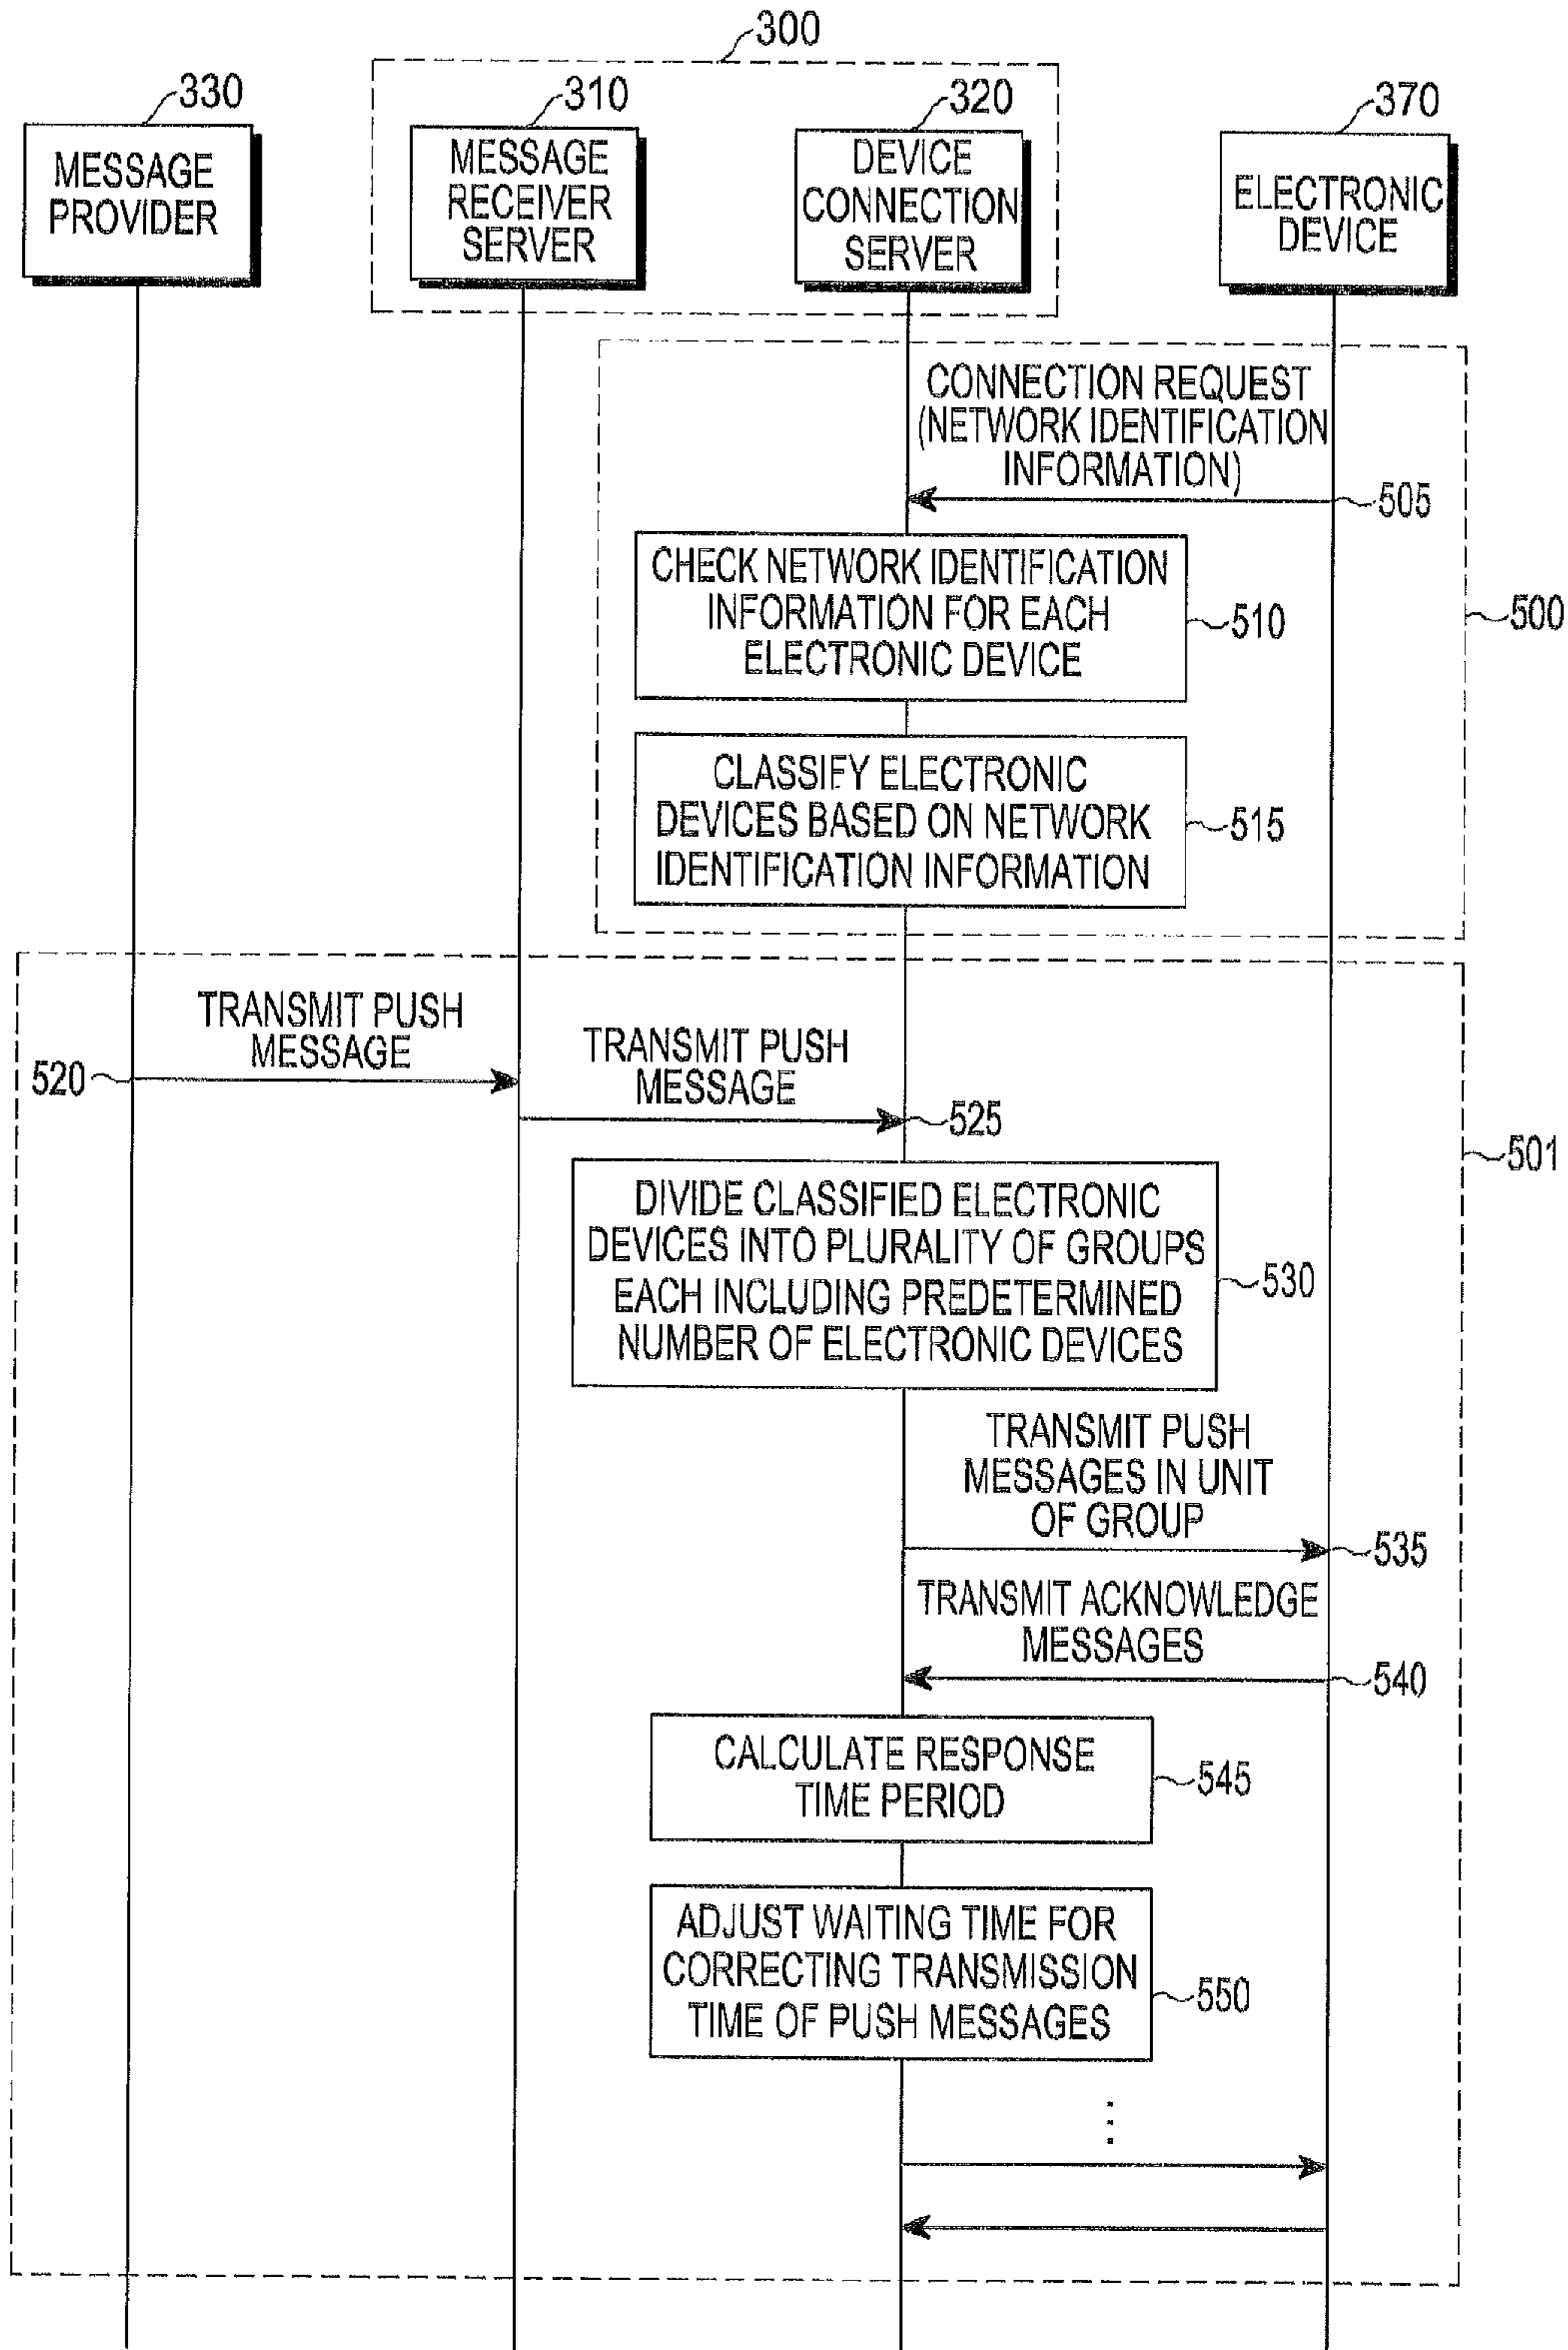 300
330
310
320
370
MESSAGE
PROVIDER
MESSAGE
RECEIVER
SERVER
DEVICE
CONNECTION
SERVER
ELECTRONIC
DEVICE
CONNECTION REQUEST
(NETWORK IDENTIFICATION
INFORMATION)
505
CHECK NETWORK IDENTIFICATION
INFORMATION FOR EACH
ELECTRONIC DEVICE
510
500
CLASSIFY ELECTRONIC
DEVICES BASED ON NETWORK
IDENTIFICATION INFORMATION
515
TRANSMIT PUSH
MESSAGE
520
TRANSMIT PUSH
MESSAGE
525
501
DIVIDE CLASSIFIED ELECTRONIC
DEVICES INTO PLURALITY OF GROUPS
EACH INCLUDING PREDETERMINED
NUMBER OF ELECTRONIC DEVICES
530
TRANSMIT PUSH
MESSAGES IN UNIT
OF GROUP
535
TRANSMIT ACKNOWLEDGE
MESSAGES
540
CALCULATE RESPONSE
TIME PERIOD
545
ADJUST WAITING TIME FOR
CORRECTING TRANSMISSION
TIME OF PUSH MESSAGES
550